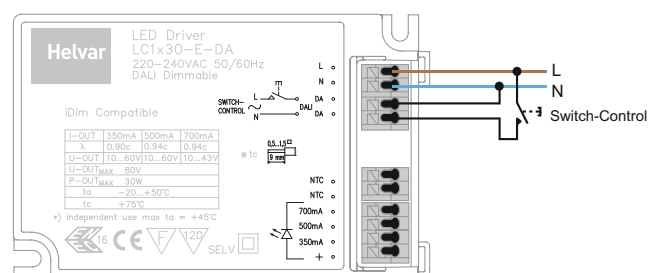 Helvar
LED Driver
LC1x30-E-DA
220-240VAC 50/60Hz
DALI Dimmable
L
N
SWITCH-
CONTROL
L
N
DALI
DA
DA
iDim Compatible
I-OUT 350mA 500mA 700mA
λ 0.90c 0.94c 0.94c
U-OUT 10...60V 10...60V 10...43V
U-OUTMAX 80V
P-OUTMAX 30W
ta -20...+50°C
tc +75°C
*) independent use max ta = +45°C
16
F
120
SELV
tc
0,5...1,5
9 mm
NTC
NTC
700mA
500mA
350mA
+
L
N
Switch-Control